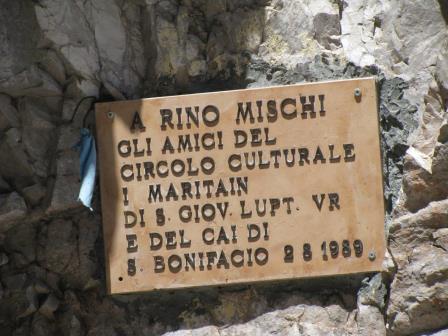 A RINO MISCHI
GLI AMICI DEL
CIRCOLO CULTURALE
I MARITAIN
DI S. GIOV. LUPT. VR
E DEL CAI DI
S. BONIFACIO 2 8 1989